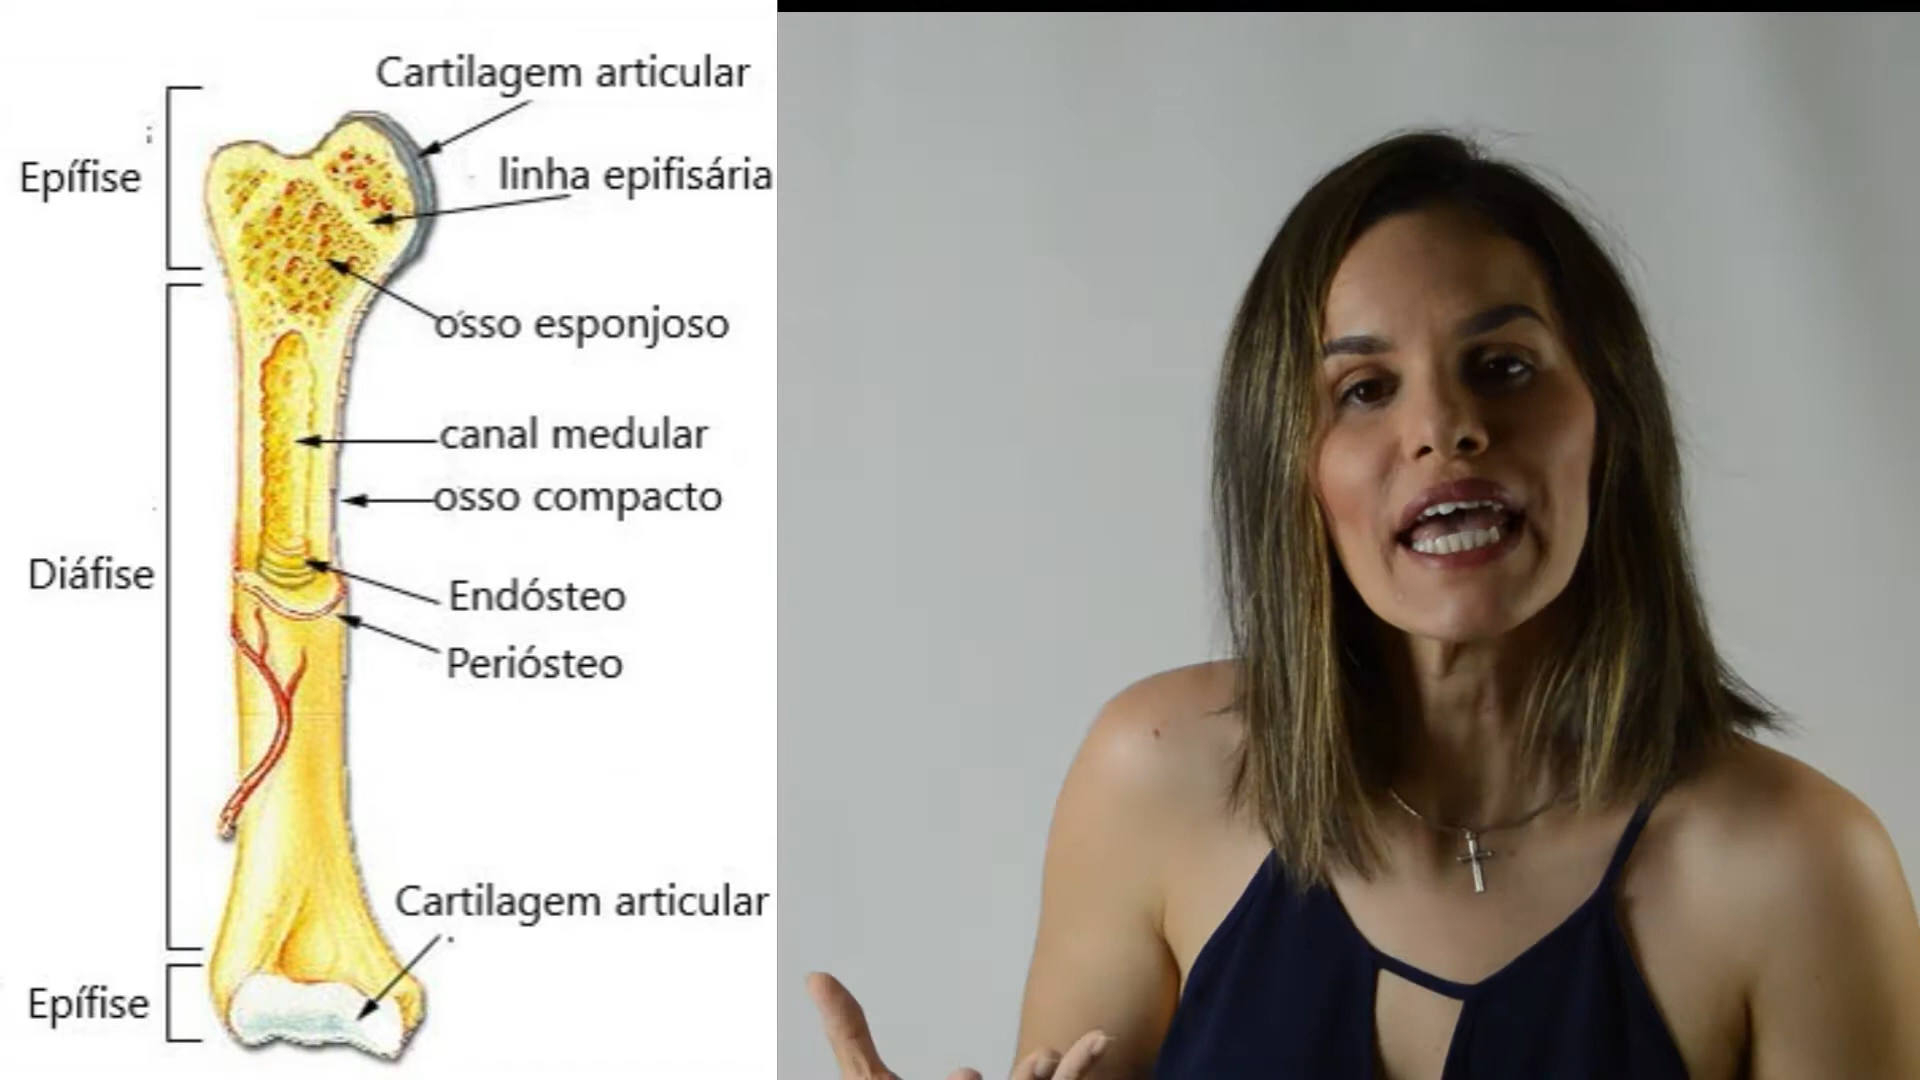 Cartilagem articular
Epífise
linha epifisária
osso esponjoso
canal medular
osso compacto
Diáfise
Endósteo
Periósteo
Cartilagem articular
Epífise